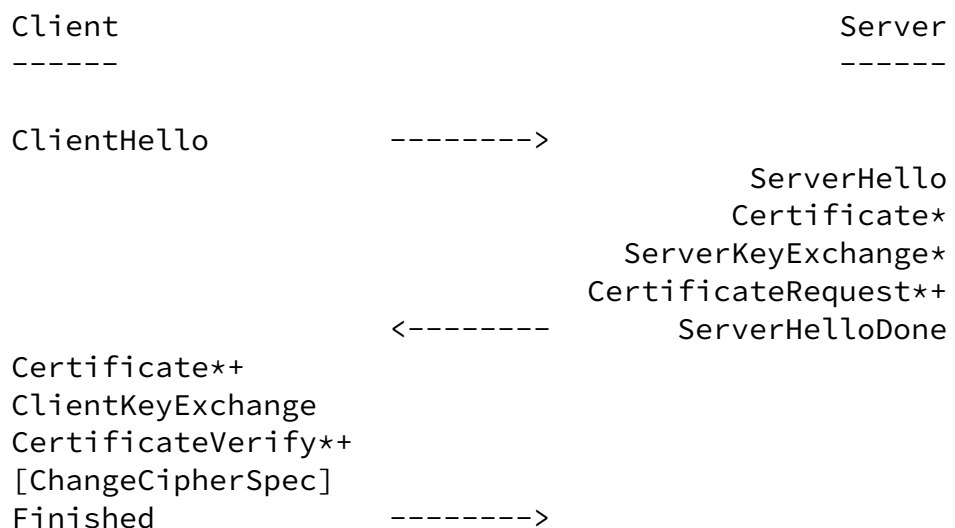 Client                                        Server
------                                        ------
ClientHello          -------->
ServerHello
Certificate*
ServerKeyExchange*
CertificateRequest*+
<--------       ServerHelloDone
Certificate*+
ClientKeyExchange
CertificateVerify*+
[ChangeCipherSpec]
Finished             -------->